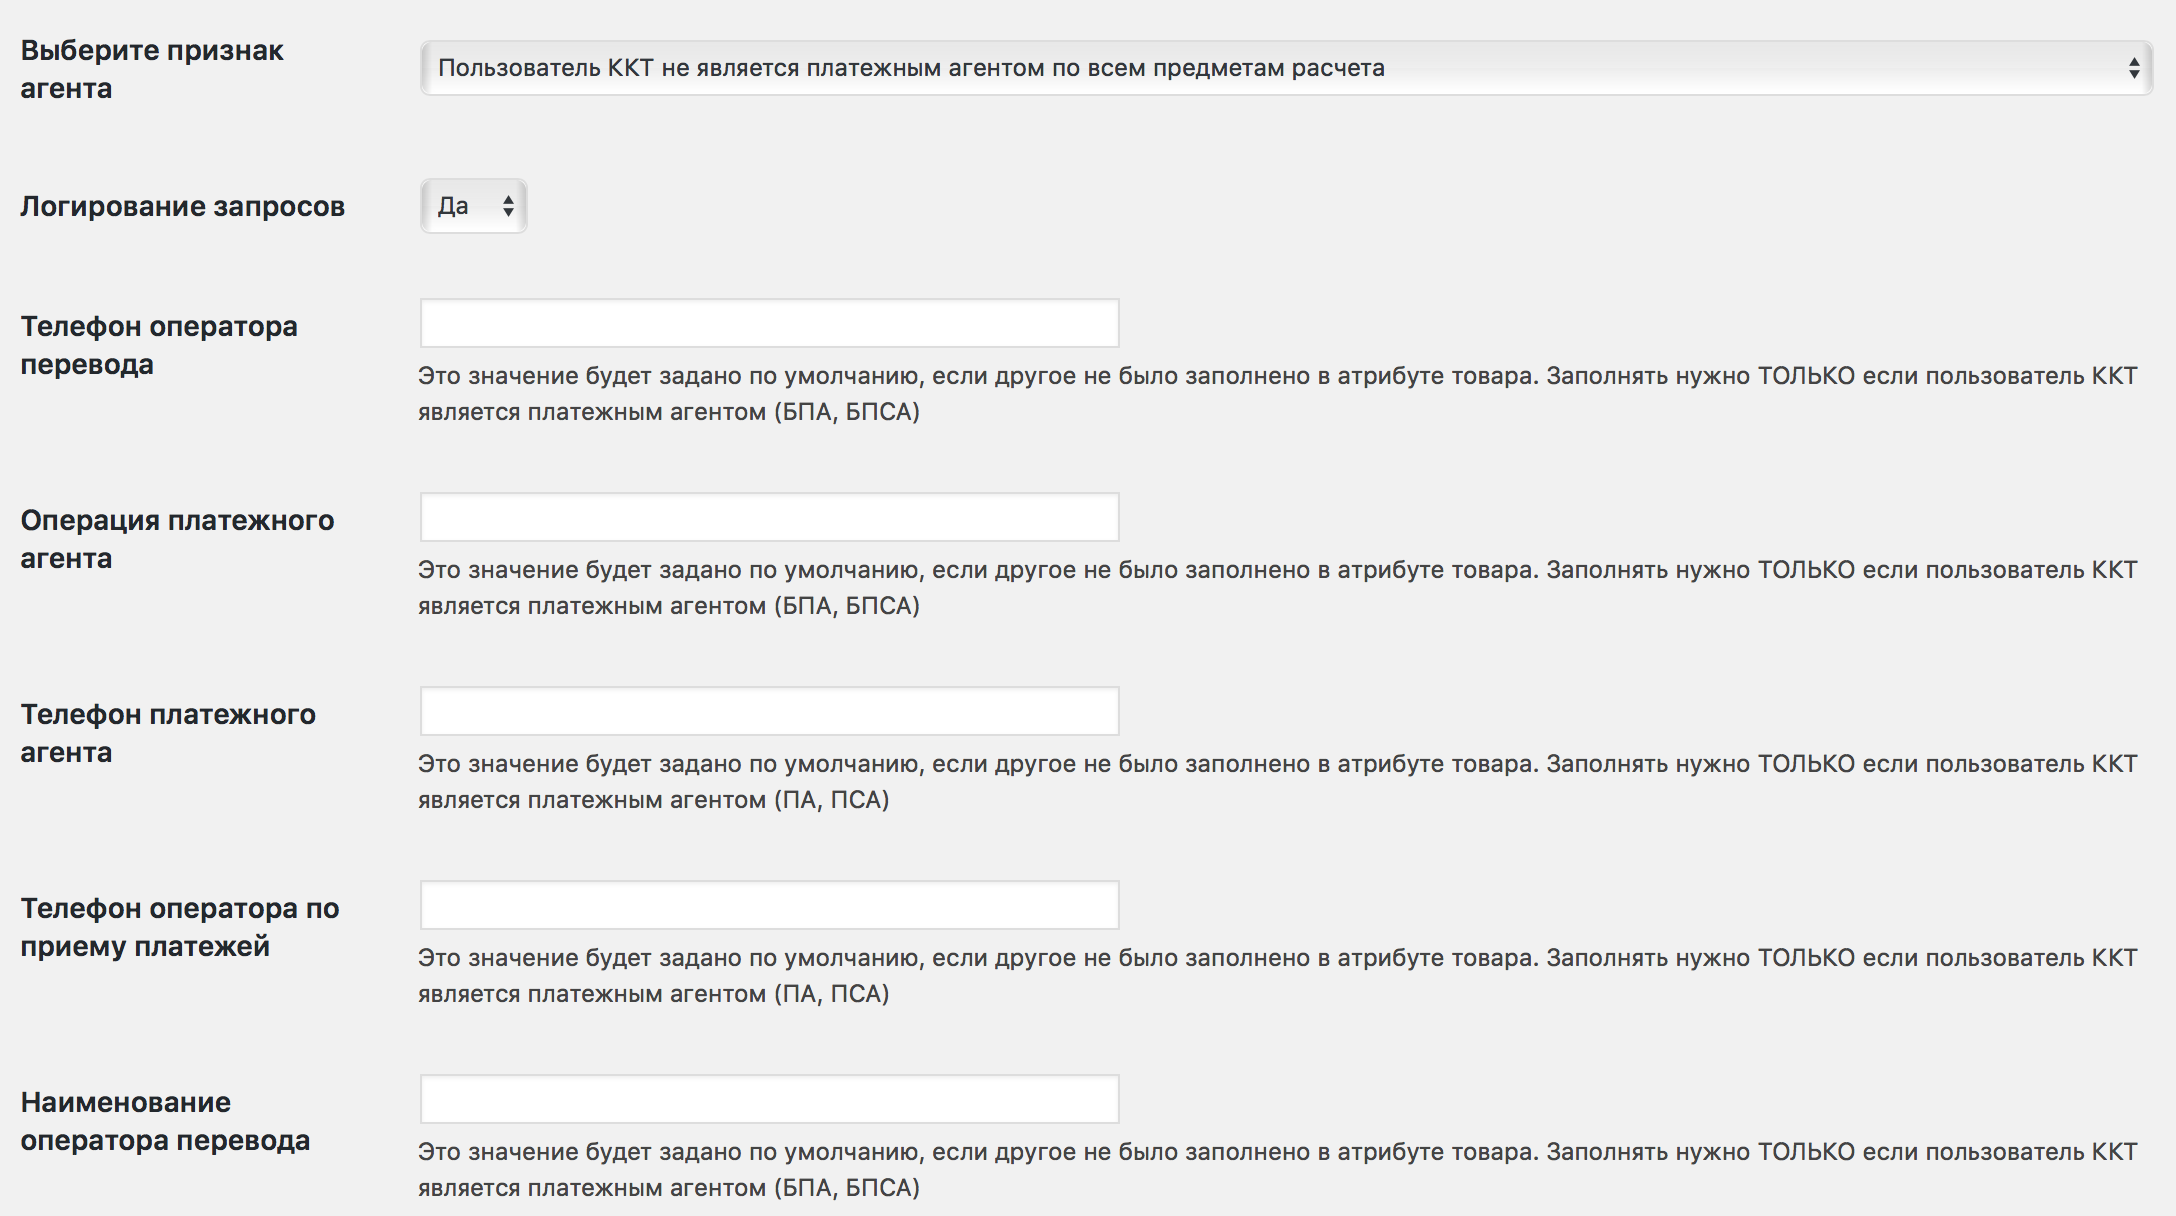 Выберите признак
агента
Пользователь ККТ не является платежным агентом по всем предметам расчета
Логирование запросов
Да
Телефон оператора
перевода
Это значение будет задано по умолчанию, если другое не было заполнено в атрибуте товара. Заполнять нужно ТОЛЬКО если пользователь ККТ
является платежным агентом (БПА, БПСА)
Операция платежного
агента
Это значение будет задано по умолчанию, если другое не было заполнено в атрибуте товара. Заполнять нужно ТОЛЬКО если пользователь ККТ
является платежным агентом (БПА, БПСА)
Телефон платежного
агента
Это значение будет задано по умолчанию, если другое не было заполнено в атрибуте товара. Заполнять нужно ТОЛЬКО если пользователь ККТ
является платежным агентом (ПА, ПСА)
Телефон оператора по
приему платежей
Это значение будет задано по умолчанию, если другое не было заполнено в атрибуте товара. Заполнять нужно ТОЛЬКО если пользователь ККТ
является платежным агентом (ПА, ПСА)
Наименование
оператора перевода
Это значение будет задано по умолчанию, если другое не было заполнено в атрибуте товара. Заполнять нужно ТОЛЬКО если пользователь ККТ
является платежным агентом (БПА, БПСА)